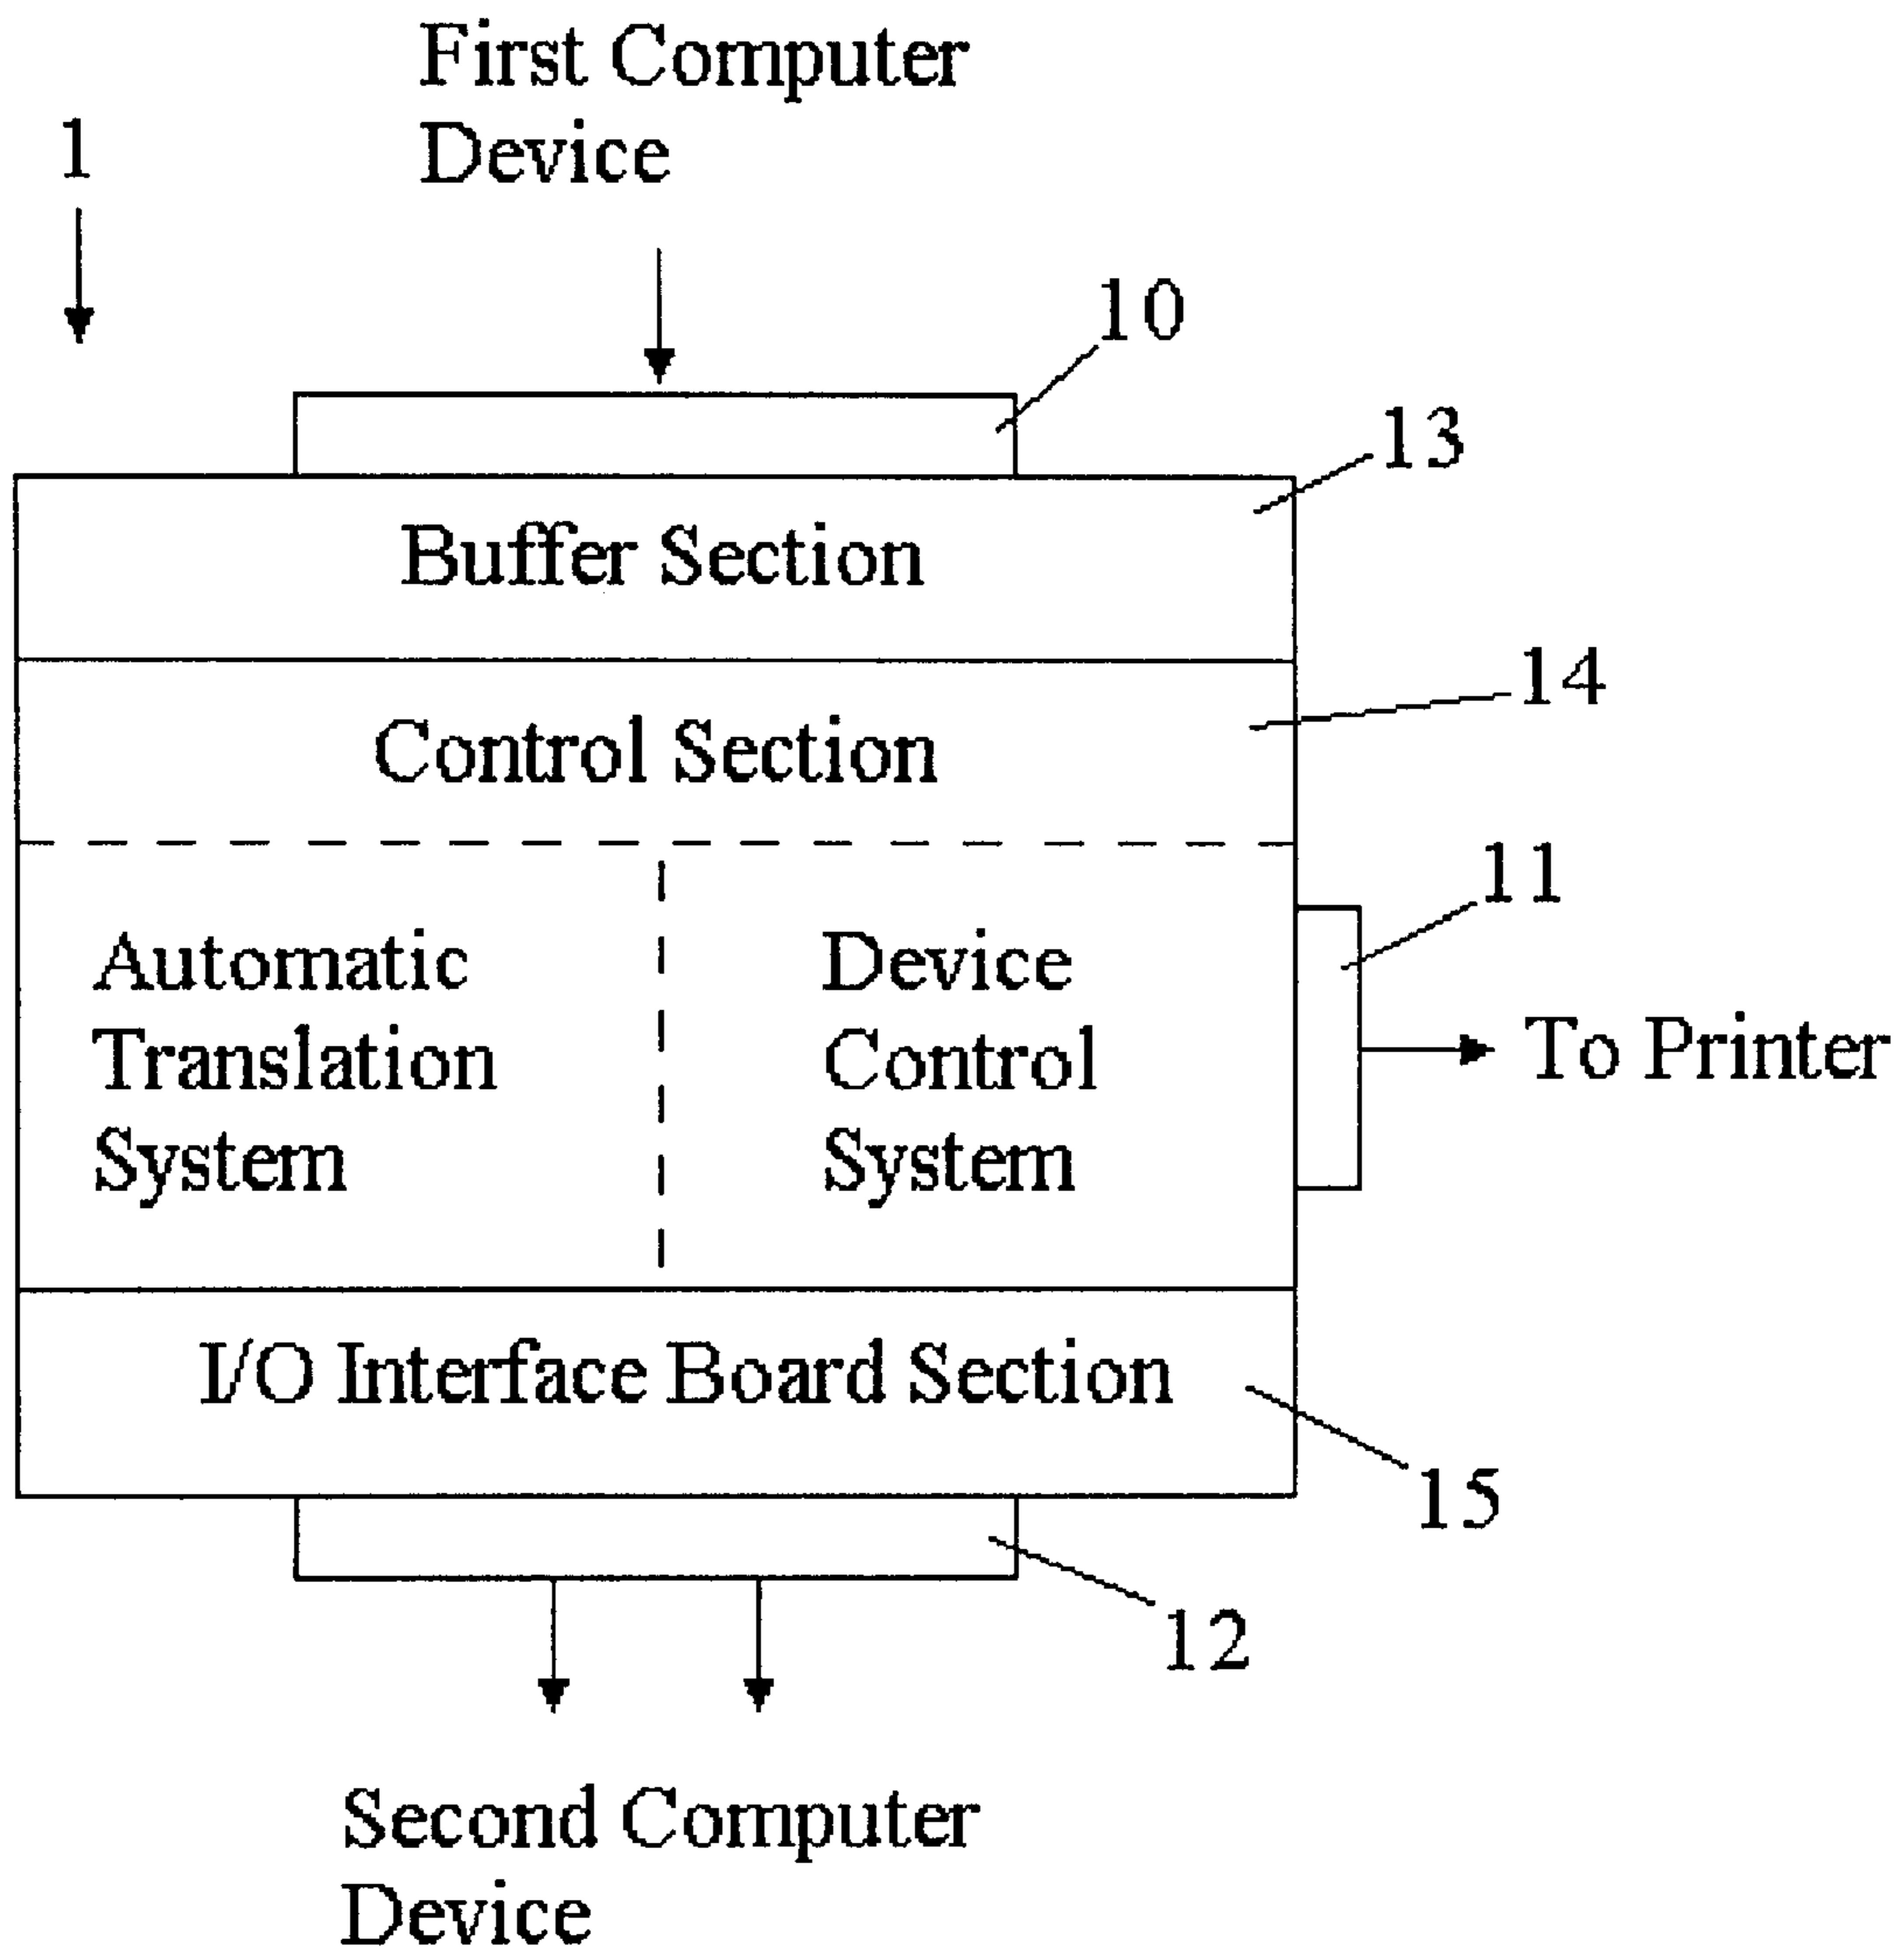 First Computer
Device
1
10
13
Buffer Section
14
Control Section
11
Automatic
Translation
System
Device
Control
System
To Printer
I/O Interface Board Section
15
12
Second Computer
Device